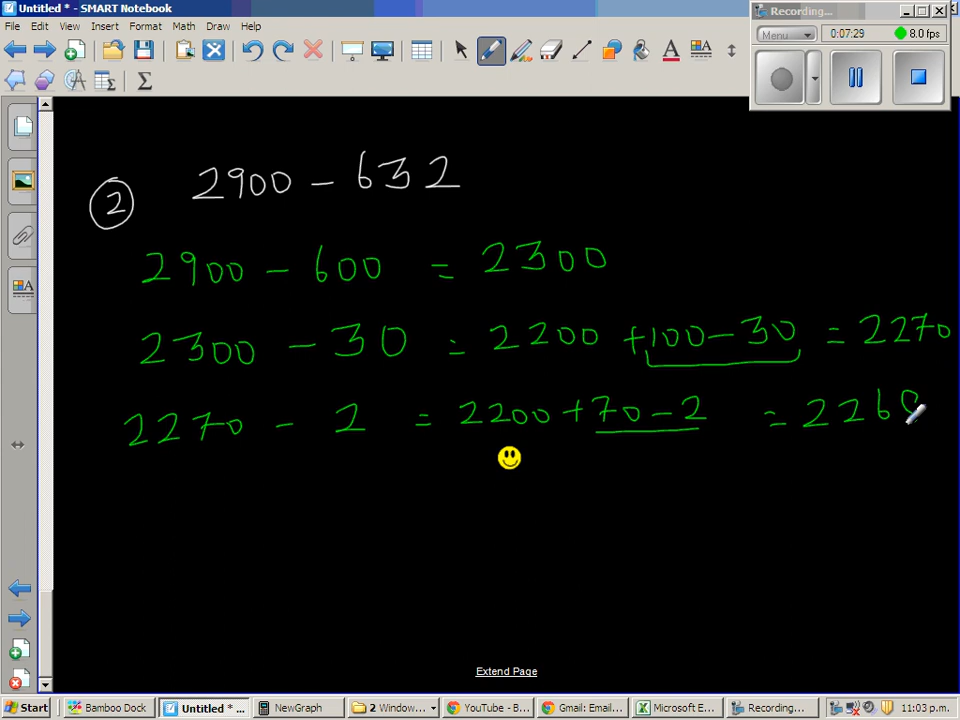 Untitled * - SMART Notebook
File Edit View Insert Format Math Draw Help
Recording...
Menu 0:07:29 8.0 fps
2 2900 - 632
2900 - 600 = 2300
2300 - 30 = 2200 +100 - 30 = 2270
2270 - 2 = 2200 + 70 - 2 = 2268
Extend Page
Start Bamboo Dock Untitled * ... NewGraph 2 Window... YouTube - B... Gmail: Email... Microsoft E... Recording... 11:03 p.m.